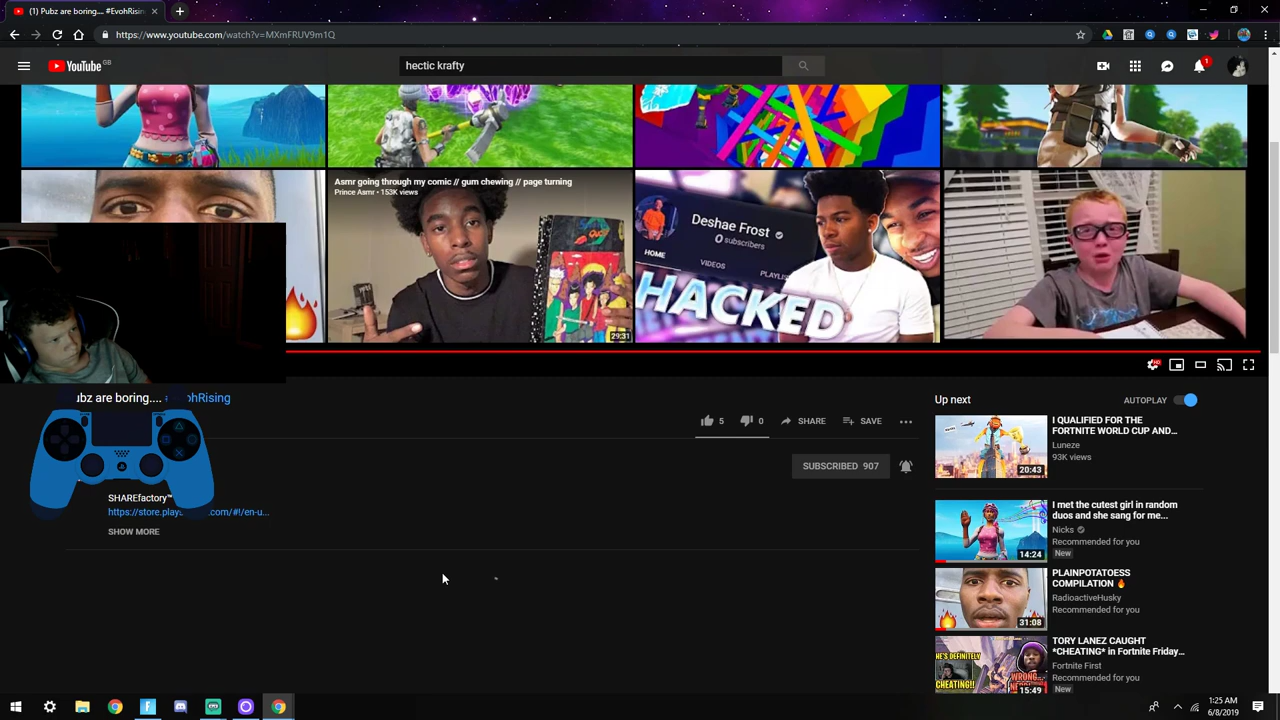 (1) Pubz are boring.... #EvohRisin
https://www.youtube.com/watch?v=MXmFRUV9m1Q
YouTube GB
hectic krafty
1
Asmr going through my comic // gum chewing // page turning
Prince Asmr • 153K views
29:31
Deshae Frost
0 subscribers
HOME
VIDEOS
PLAYLI
HACKED
HD
ubz are boring.... #
ohRising
5
0
SHARE
SAVE
SUBSCRIBED 907
SHAREfactory™
https://store.plays
.com/#!/en-u...
SHOW MORE
Up next
AUTOPLAY
I QUALIFIED FOR THE
FORTNITE WORLD CUP AND...
Luneze
93K views
20:43
I met the cutest girl in random
duos and she sang for me...
Nicks
Recommended for you
New
14:24
PLAINPOTATOESS
COMPILATION 🔥
RadioactiveHusky
Recommended for you
31:08
TORY LANEZ CAUGHT
*CHEATING* in Fortnite Friday...
Fortnite First
Recommended for you
New
HE'S DEFINITELY
CHEATING!!
WRONG..
15:49
1:25 AM
6/8/2019